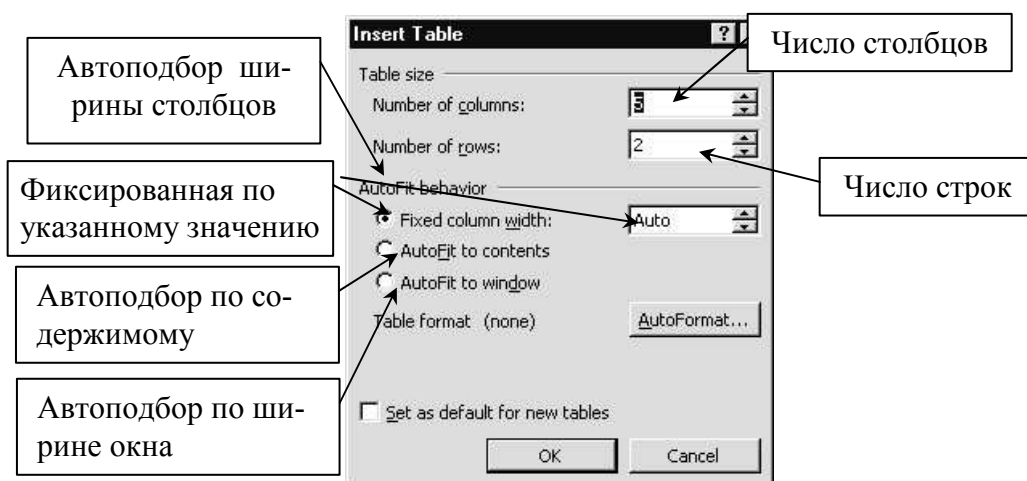 Insert Table
?
Число столбцов
Автоподбор ши-
рины столбцов
Table size
Number of columns:
5
Number of rows:
2
Число строк
Фиксированная по
указанному значению
AutoFit behavior
Fixed column width:
Auto
AutoFit to contents
AutoFit to window
Автоподбор по со-
держимому
Table format (none)
AutoFormat...
Автоподбор по ши-
рине окна
Set as default for new tables
OK
Cancel